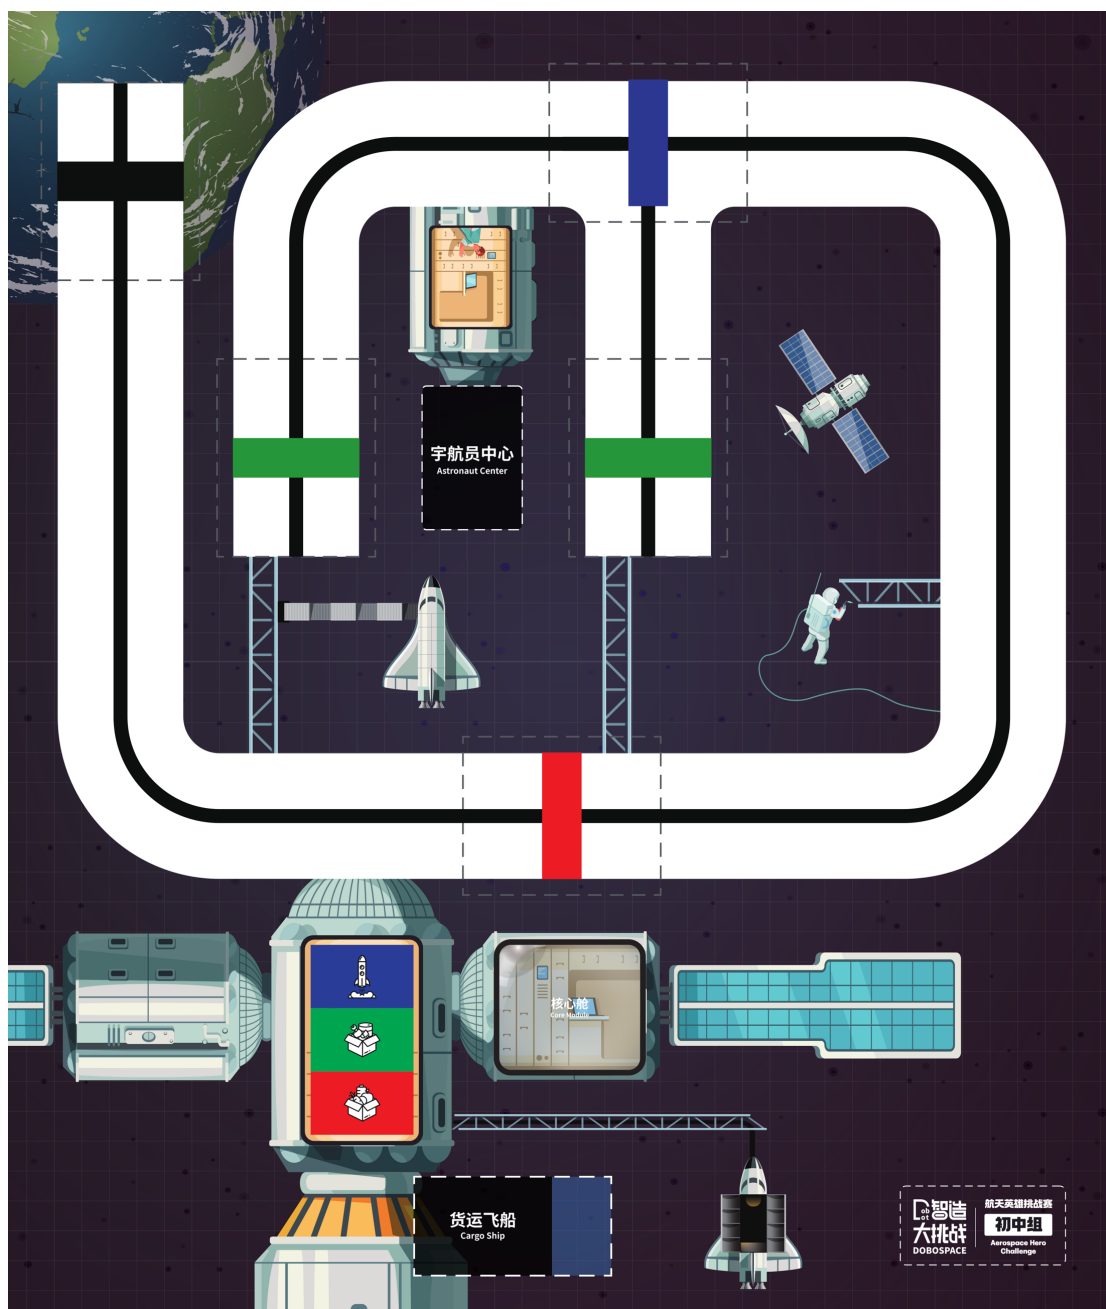 宇航员中心
Astronaut Center
核心舱
Core Module
货运飞船
Cargo Ship
Dobot
智造
大挑战
DOBOSPACE
航天英雄挑战赛
初中组
Aerospace Hero
Challenge